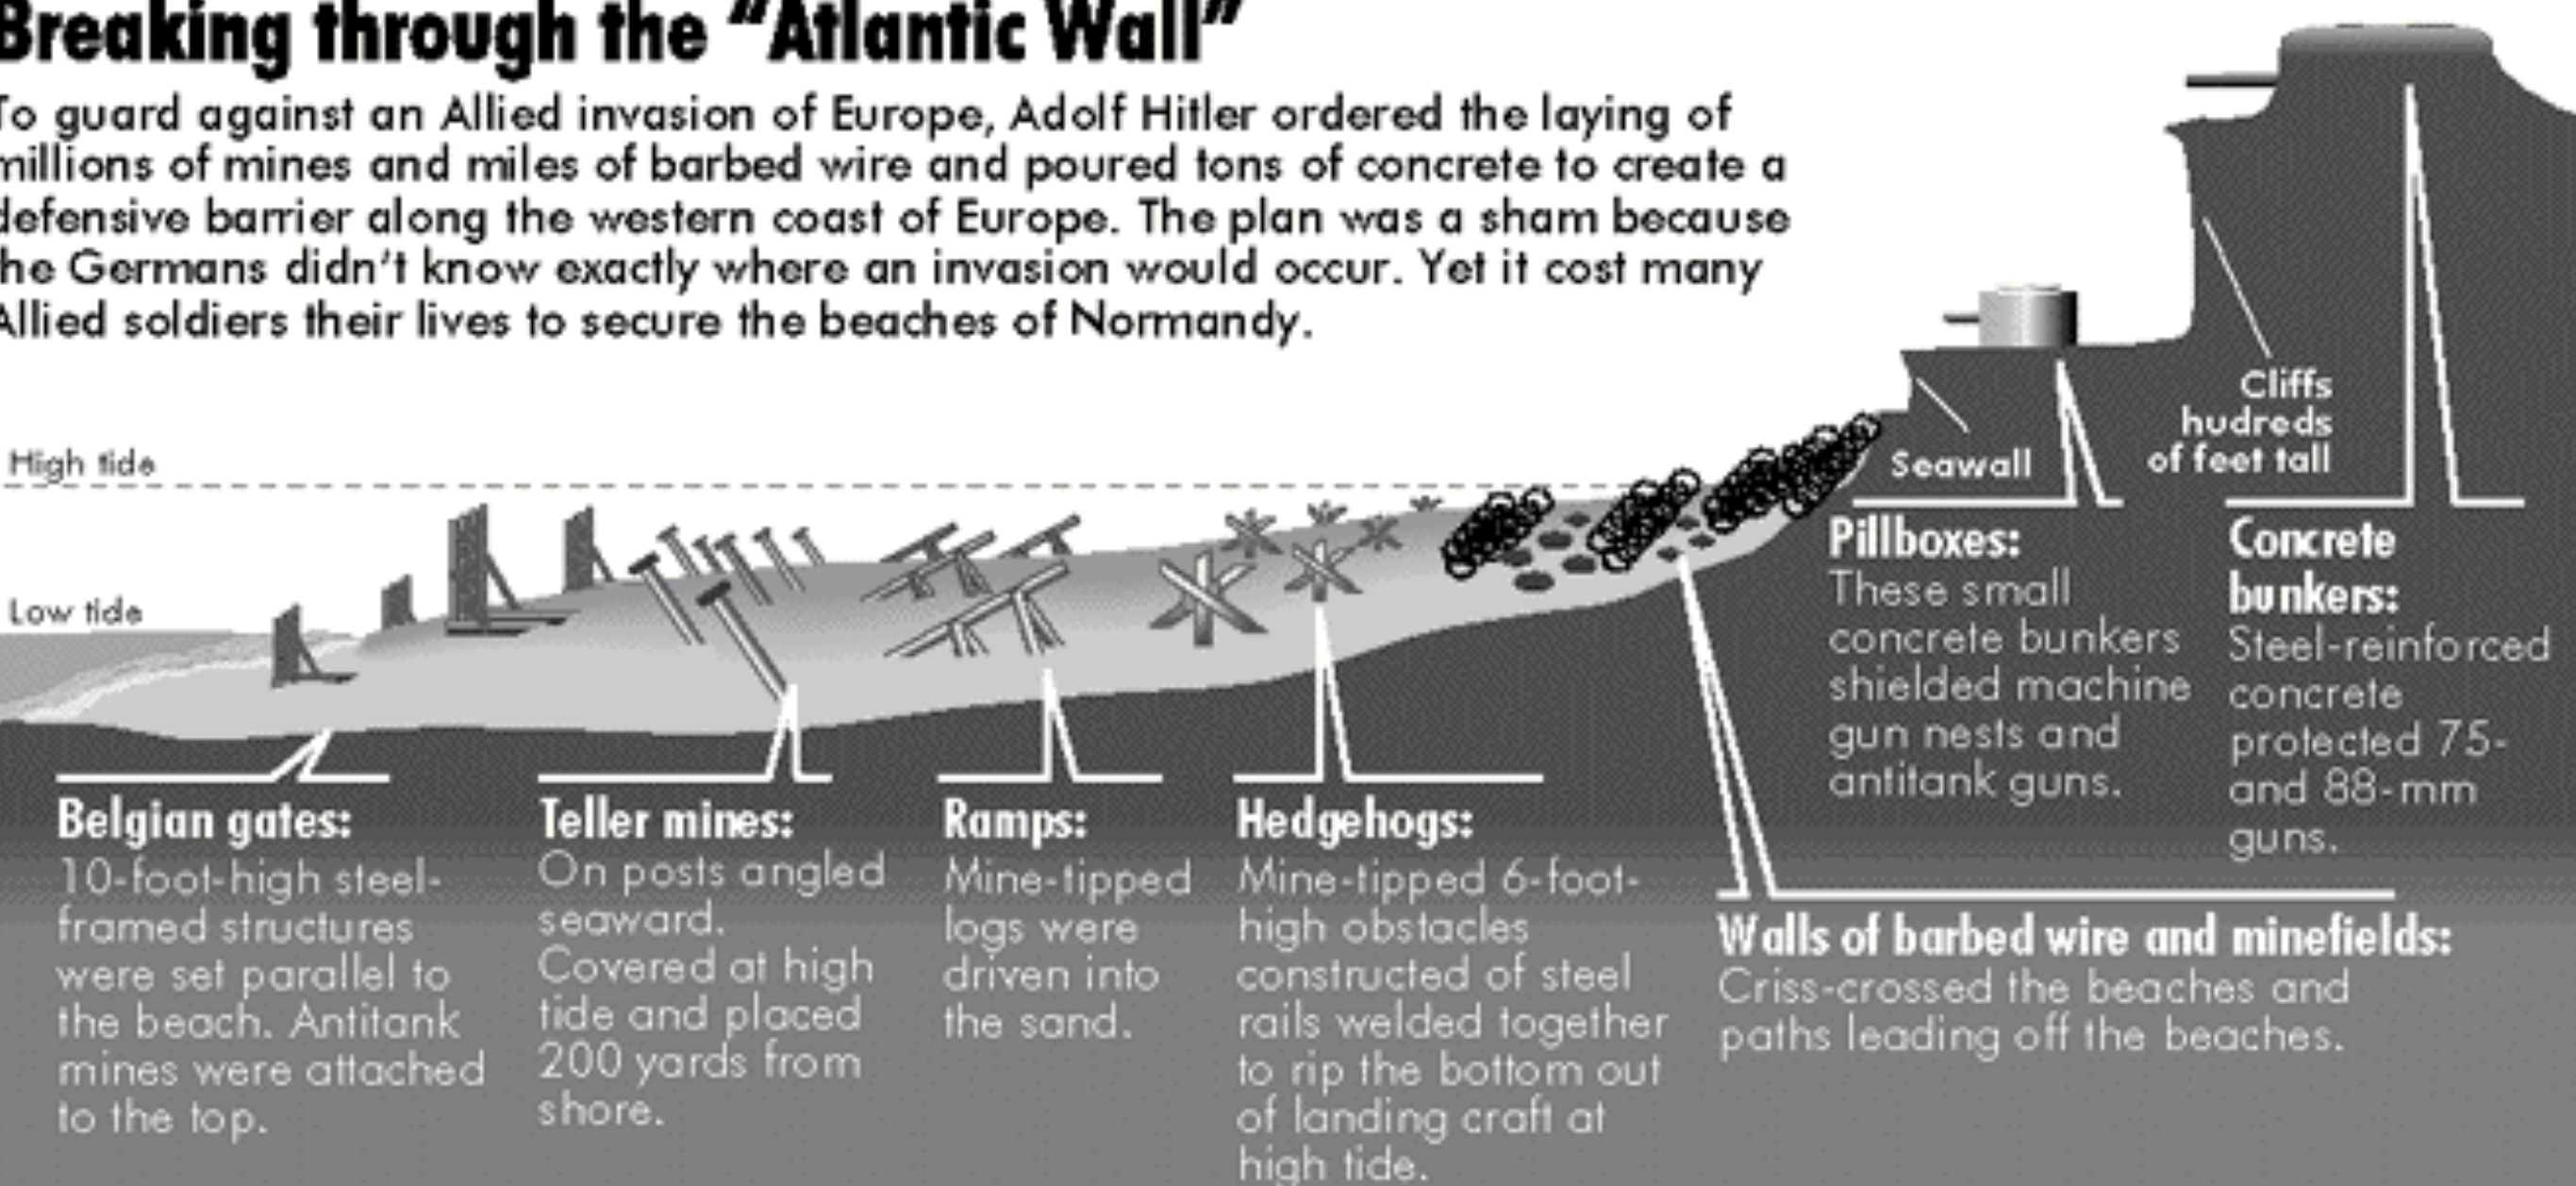 Breaking through the “Atlantic Wall”
To guard against an Allied invasion of Europe, Adolf Hitler ordered the laying of
millions of mines and miles of barbed wire and poured tons of concrete to create a
defensive barrier along the western coast of Europe. The plan was a sham because
the Germans didn’t know exactly where an invasion would occur. Yet it cost many
Allied soldiers their lives to secure the beaches of Normandy.
High tide
Low tide
Seawall
Cliffs
hudreds
of feet tall
Belgian gates:
10-foot-high steel-
framed structures
were set parallel to
the beach. Antitank
mines were attached
to the top.
Teller mines:
On posts angled
seaward.
Covered at high
tide and placed
200 yards from
shore.
Ramps:
Mine-tipped
logs were
driven into
the sand.
Hedgehogs:
Mine-tipped 6-foot-
high obstacles
constructed of steel
rails welded together
to rip the bottom out
of landing craft at
high tide.
Walls of barbed wire and minefields:
Criss-crossed the beaches and
paths leading off the beaches.
Pillboxes:
These small
concrete bunkers
shielded machine
gun nests and
antitank guns.
Concrete
bunkers:
Steel-reinforced
concrete
protected 75-
and 88-mm
guns.